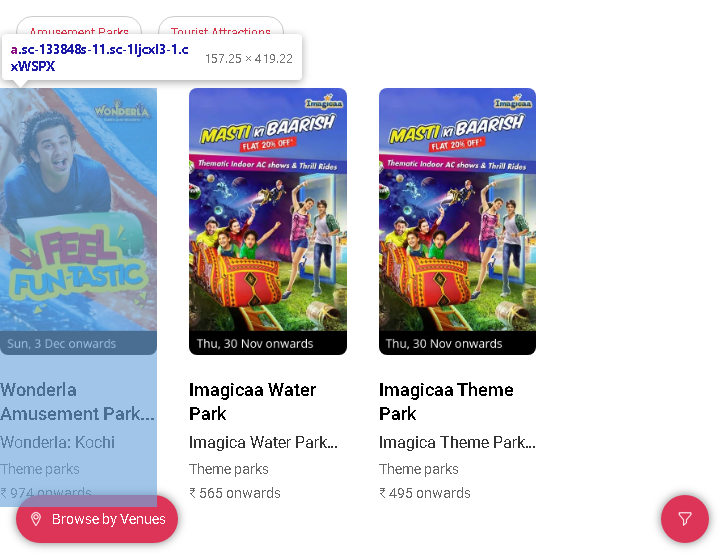 Amusement Parks
Tourist Attractions
a.sc-133848s-11.sc-1ljcxl3-1.c
xWSPX
157.25 × 419.22
WONDERLA
FEEL
FUN-TASTIC
Sun, 3 Dec onwards
Wonderla
Amusement Park...
Wonderla: Kochi
Theme parks
₹ 974 onwards
Imagicaa
MASTI KI BAARISH
FLAT 20% OFF*
Thematic Indoor AC shows & Thrill Rides
Thu, 30 Nov onwards
Imagicaa Water
Park
Imagica Water Park...
Theme parks
₹ 565 onwards
Imagicaa
MASTI KI BAARISH
FLAT 20% OFF*
Thematic Indoor AC shows & Thrill Rides
Thu, 30 Nov onwards
Imagicaa Theme
Park
Imagica Theme Park...
Theme parks
₹ 495 onwards
Browse by Venues